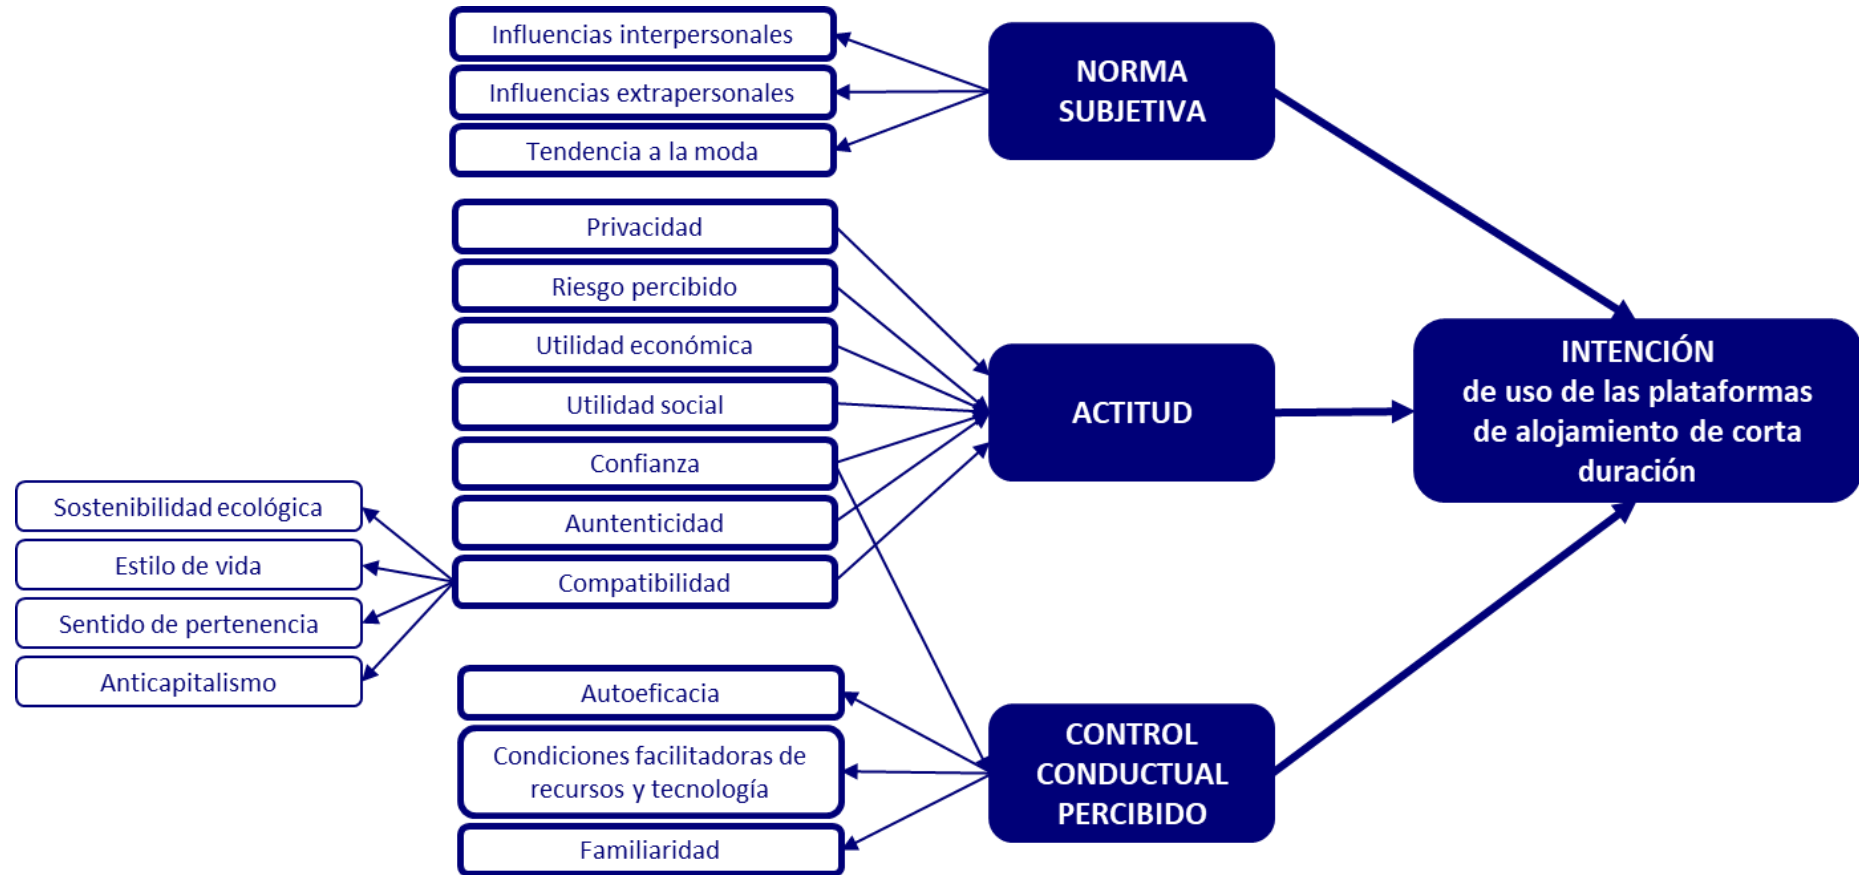 Influencias interpersonales
Influencias extrapersonales
Tendencia a la moda
NORMA
SUBJETIVA
Privacidad
Riesgo percibido
Utilidad económica
Utilidad social
Confianza
Auntenticidad
Compatibilidad
ACTITUD
INTENCIÓN
de uso de las plataformas
de alojamiento de corta
duración
Sostenibilidad ecológica
Estilo de vida
Sentido de pertenencia
Anticapitalismo
Autoeficacia
Condiciones facilitadoras de
recursos y tecnología
Familiaridad
CONTROL
CONDUCTUAL
PERCIBIDO